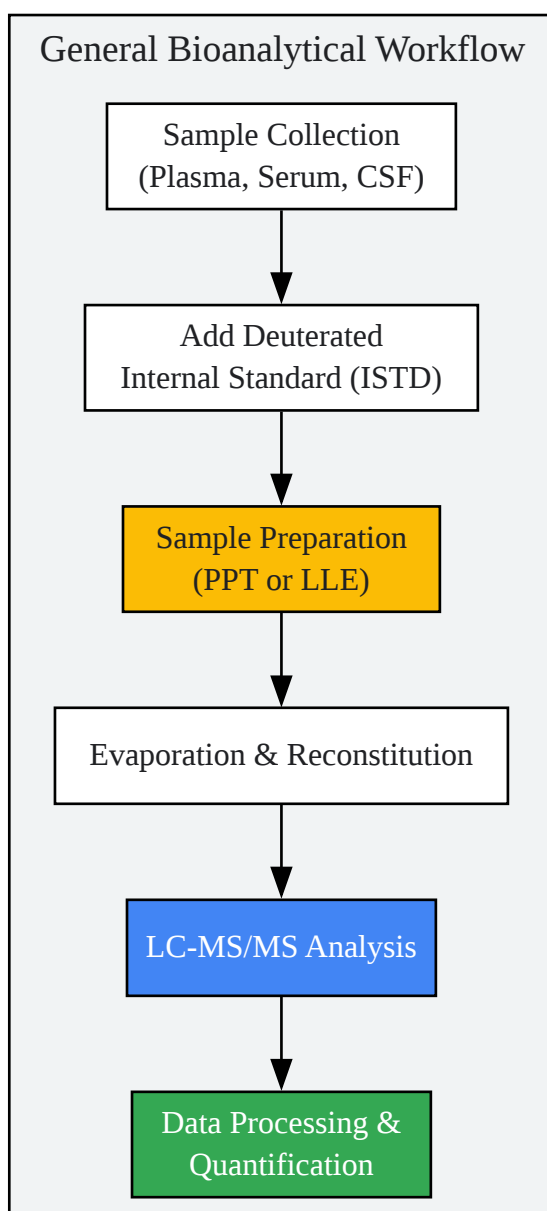 General Bioanalytical Workflow
Sample Collection
(Plasma, Serum, CSF)
Add Deuterated
Internal Standard (ISTD)
Sample Preparation
(PPT or LLE)
Evaporation & Reconstitution
LC-MS/MS Analysis
Data Processing &
Quantification